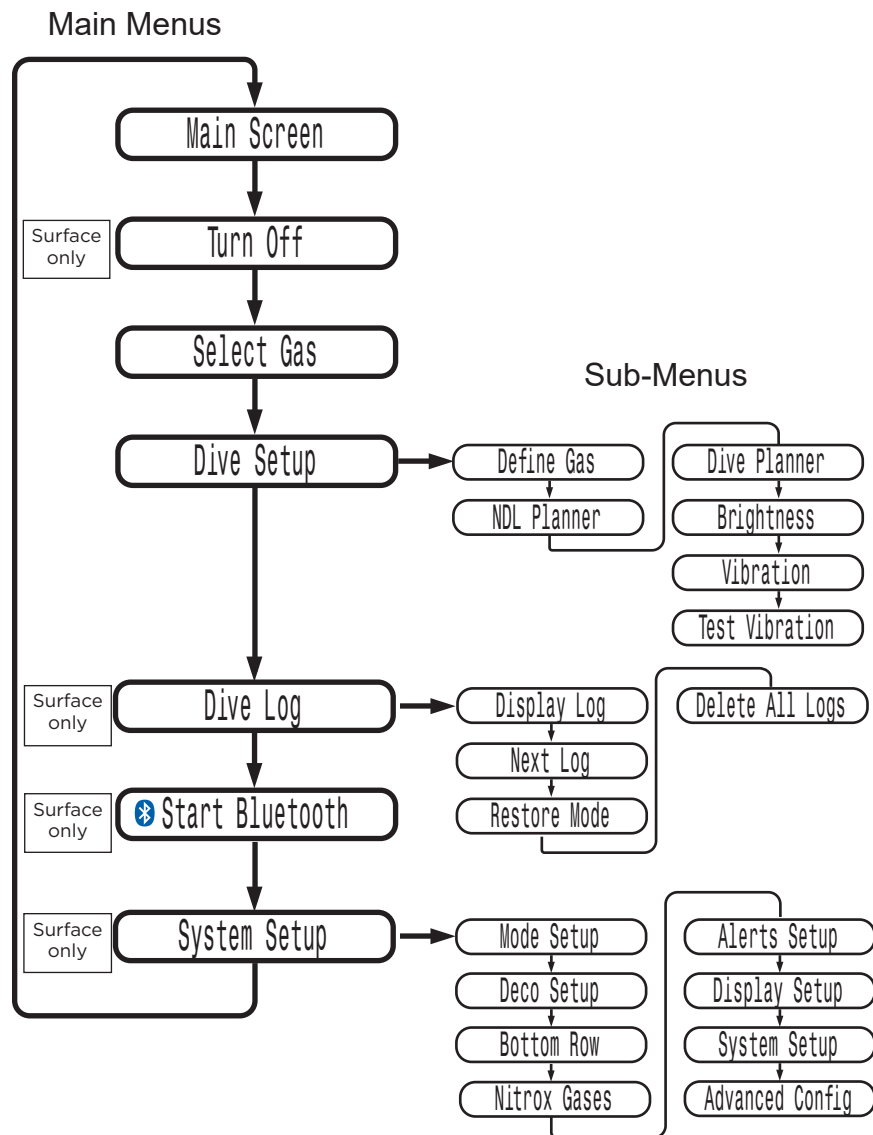 Main Menus
Main Screen
Surface
only
Turn Off
Select Gas
Sub-Menus
Dive Setup
Define Gas
NDL Planner
Dive Planner
Brightness
Vibration
Test Vibration
Surface
only
Dive Log
Display Log
Next Log
Restore Mode
Delete All Logs
Surface
only
Start Bluetooth
Surface
only
System Setup
Mode Setup
Deco Setup
Bottom Row
Nitrox Gases
Alerts Setup
Display Setup
System Setup
Advanced Config